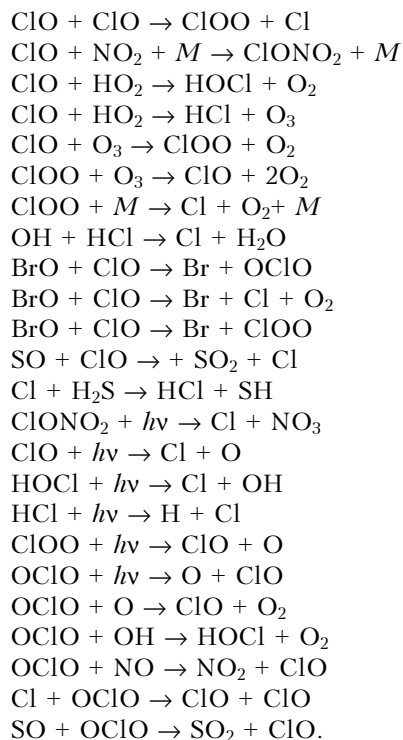 ClO + ClO → ClOO + Cl
ClO + NO₂ + M → ClONO₂ + M
ClO + HO₂ → HOCl + O₂
ClO + HO₂ → HCl + O₃
ClO + O₃ → ClOO + O₂
ClOO + O₃ → ClO + 2O₂
ClOO + M → Cl + O₂+ M
OH + HCl → Cl + H₂O
BrO + ClO → Br + OClO
BrO + ClO → Br + Cl + O₂
BrO + ClO → Br + ClOO
SO + ClO → + SO₂ + Cl
Cl + H₂S → HCl + SH
ClONO₂ + hν → Cl + NO₃
ClO + hν → Cl + O
HOCl + hν → Cl + OH
HCl + hν → H + Cl
ClOO + hν → ClO + O
OClO + hν → O + ClO
OClO + O → ClO + O₂
OClO + OH → HOCl + O₂
OClO + NO → NO₂ + ClO
Cl + OClO → ClO + ClO
SO + OClO → SO₂ + ClO.